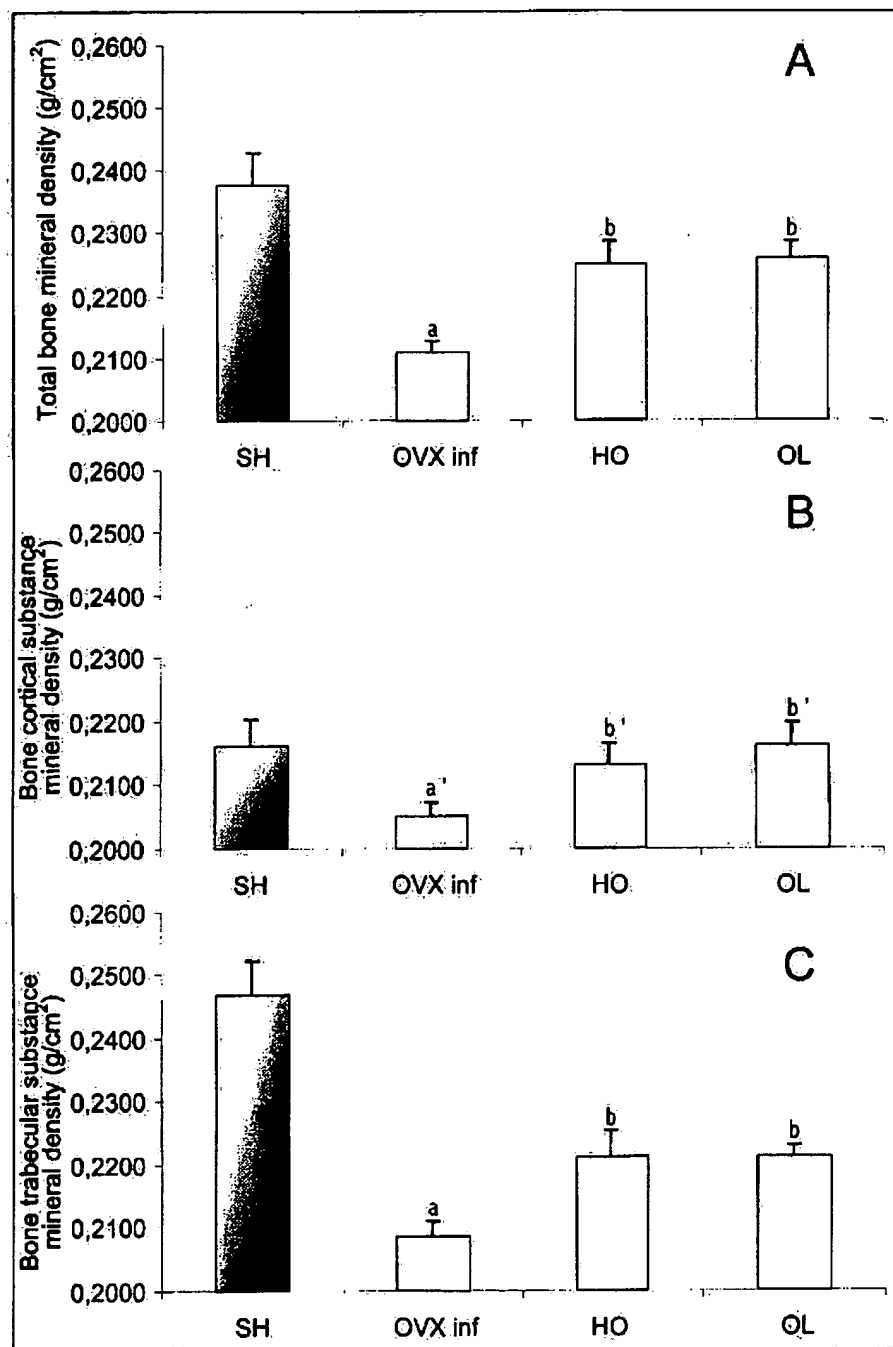 A
Total bone mineral density (g/cm²)
0,2600
0,2500
0,2400
0,2300
0,2200
0,2100
0,2000
a
b
b
SH OVX inf HO OL
B
Bone cortical substance
mineral density (g/cm²)
0,2600
0,2500
0,2400
0,2300
0,2200
0,2100
0,2000
a'
b'
b'
SH OVX inf HO OL
C
Bone trabecular substance
mineral density (g/cm²)
0,2600
0,2500
0,2400
0,2300
0,2200
0,2100
0,2000
a
b
b
SH OVX inf HO OL